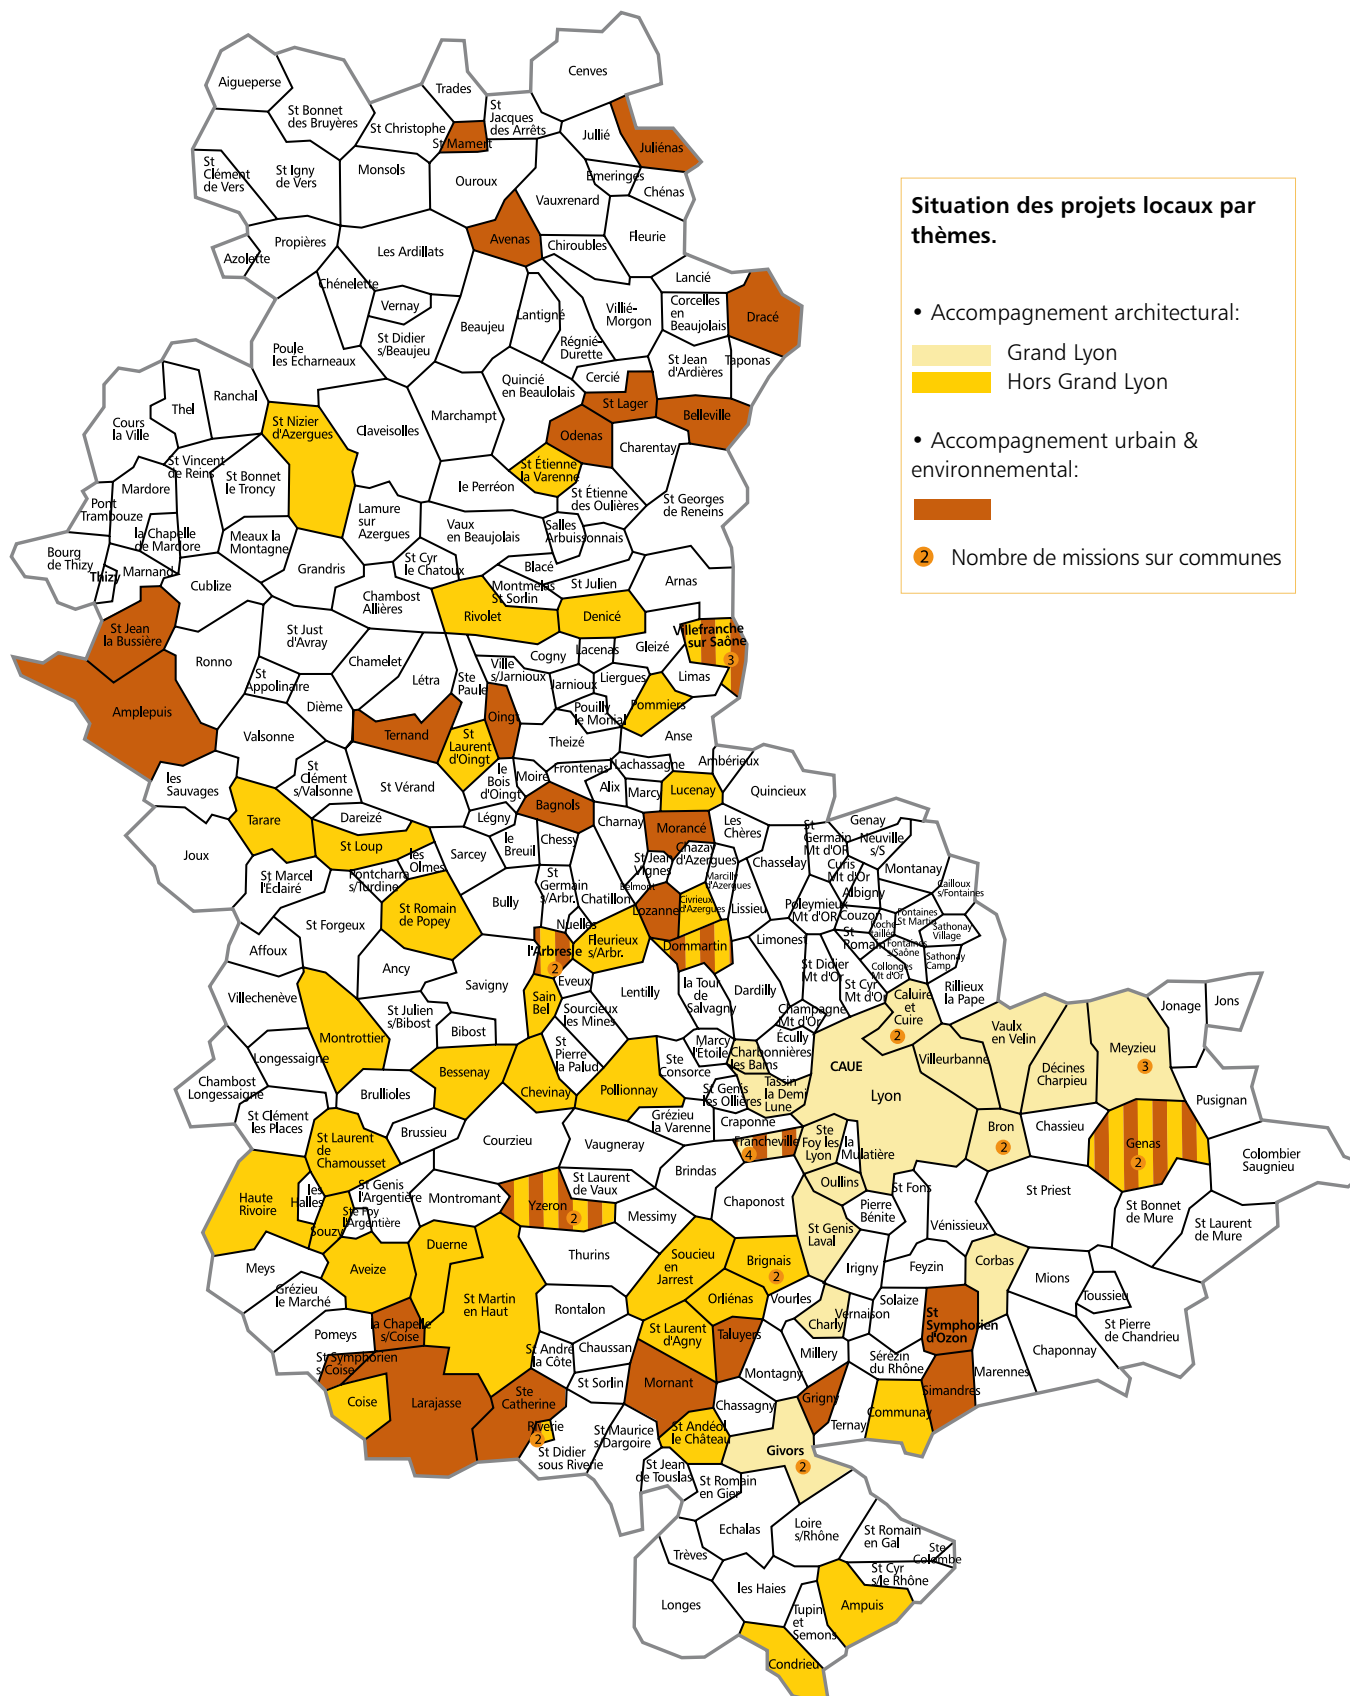 Cenves
Aigueperse
Trades
St Bonnet
des Bruyères
St
Jacques
des Arrêts
St Christophe
St Mamert
Jullié
Juliénas
St
Clément
de Vers
St Igny
de Vers
Monsols
Ouroux
Emeringes
Chénas
Vauxrenard
Situation des projets locaux par
thèmes.
Propières
Azolette
Les Ardillats
Avenas
Chiroubles
Fleurie
Chénelette
Lancié
Vernay
Lantigné
Villié-
Morgon
Corcelles
en
Beaujolais
Dracé
• Accompagnement architectural:
Grand Lyon
Hors Grand Lyon
Beaujeu
St Didier
s/Beaujeu
Poule
les Echarneaux
Régnié-
Durette
St Jean
d'Ardières
Taponas
Ranchal
Thel
Quincié
en Beaulolais
Cercié
St Lager
Belleville
• Accompagnement urbain &
environnemental:
Cours
la Ville
St Nizier
d'Azergues
Claveisolles
Marchampt
Odenas
Charentay
St Vincent
de Reins
St Bonnet
le Troncy
St Étienne
la Varenne
le Perréon
Mardore
Pont
Trambouze
St Étienne
des Oulières
St Georges
de Reneins
2 Nombre de missions sur communes
Lamure
sur
Azergues
la Chapelle
de Mardore
Meaux la
Montagne
Vaux
en Beaujolais
Salles
Arbuissonnais
Bourg
de Thizy
Thizy
Marnand
Cublize
Grandris
St Cyr
le Chatoux
Blacé
Arnas
Chambost
Allières
Montmelas
St Sorlin
St Julien
Rivolet
Denicé
St Jean
la Bussière
St Just
d'Avray
Villefranche
sur Saône
3
Ronno
Chamelet
Cogny
Lacenas
Gleizé
St
Appolinaire
Létra
Ste
Paule
Ville
s/Jarnioux
Jarnioux
Liergues
Limas
Amplepuis
Dième
Oingt
Pouilly
le Monial
Pommiers
Valsonne
Ternand
St
Laurent
d'Oingt
Theizé
Anse
les
Sauvages
St
Clément
s/Valsonne
St Vérand
le
Bois
d'Oingt
Moiré
Frontenas
Lachassagne
Ambérieux
Alix
Marcy
Lucenay
Quincieux
Tarare
Dareizé
Légny
Bagnols
Charnay
Morancé
Les
Chères
St
Germain
Mt d'OR
Genay
Neuville
s/S
Joux
St Loup
les
Olmes
Sarcey
le
Breuil
Chessy
St Jean
Vignes
Chazay
d'Azergues
Chasselay
Curis
Mt d'Or
Montanay
St Marcel
l'Éclairé
Pontcharra
s/Turdine
St
Germain
s/Arbr.
Chatillon
Belmont
Marcilly
d'Azergues
Albigny
Cailloux
s/Fontaines
St Forgeux
St Romain
de Popey
Bully
Lozanne
Civrieux
d'Azergues
Lissieu
Poleymieux
Mt d'OR
Couzon
Fontaines
St Martin
Roche
taillée
Sathonay
Village
Nuelles
Affoux
l'Arbresle
2
Fleurieux
s/Arbr.
Dommartin
Limonest
St
Romain
Fontaines
s/Saône
Sathonay
Camp
Ancy
Eveux
St Didier
Mt d'Or
Collonges
Mt d'Or
Villechenève
Savigny
Sain
Bel
Lentilly
la Tour
de
Salvagny
Dardilly
St Cyr
Mt d'Or
Caluire
et
Cuire
2
Rillieux
la Pape
Jonage
Jons
St Julien
s/Bibost
Sourcieux
les Mines
Champagne
Mt d'Or
Montrottier
Bibost
Vaulx
en Velin
Longessaigne
St
Pierre
la Palud
Marcy
l'Etoile
Écully
Meyzieu
3
Bessenay
Ste
Consorce
Charbonnières
les Bains
CAUE
Villeurbanne
Décines
Charpieu
Chambost
Longessaigne
Brullioles
Chevinay
Pollionnay
St Genis
les Ollières
Tassin
la Demi
Lune
Lyon
Pusignan
St Clément
les Places
Grézieu
la Varenne
Craponne
Bron
2
Chassieu
Brussieu
Courzieu
Vaugneray
Francheville
4
Ste
Foy les
Lyon
la
Mulatière
Genas
2
St Laurent
de
Chamousset
Brindas
Colombier
Saugnieu
Haute
Rivoire
les
Halles
St Genis
l'Argentière
Montromant
St Laurent
de Vaux
Oullins
St Fons
St Priest
Souzy
Ste Foy
l'Argentière
Yzeron
2
Chaponost
Pierre
Bénite
St Bonnet
de Mure
Messimy
St Genis
Laval
Vénissieux
St Laurent
de Mure
Duerne
Thurins
Soucieu
en
Jarrest
Brignais
2
Meys
Aveize
Irigny
Feyzin
Corbas
Mions
Grézieu
le Marché
St Martin
en Haut
Orliénas
Vourles
Toussieu
Rontalon
Charly
Vernaison
Solaize
St
Symphorien
d'Ozon
St Pierre
de Chandrieu
Pomeys
la Chapelle
s/Coise
St Laurent
d'Agny
Taluyers
St André
la Côte
Chaussan
Millery
Sérézin
du Rhône
Chaponnay
St Symphorien
s/Coise
Montagny
Marennes
St Sorlin
Mornant
Simandres
Coise
Larajasse
Ste
Catherine
Chassagny
Grigny
Communay
Riverie
2
St Maurice
s/Dargoire
St Andéol
le Château
Ternay
St Didier
sous Riverie
Givors
2
St Jean
de Touslas
St Romain
en Gier
Echalas
Loire
s/Rhône
St Romain
en Gal
Ste
Colombe
Trèves
St Cyr
s/le Rhône
les Haies
Longes
Tupin
et
Semons
Ampuis
Condrieu